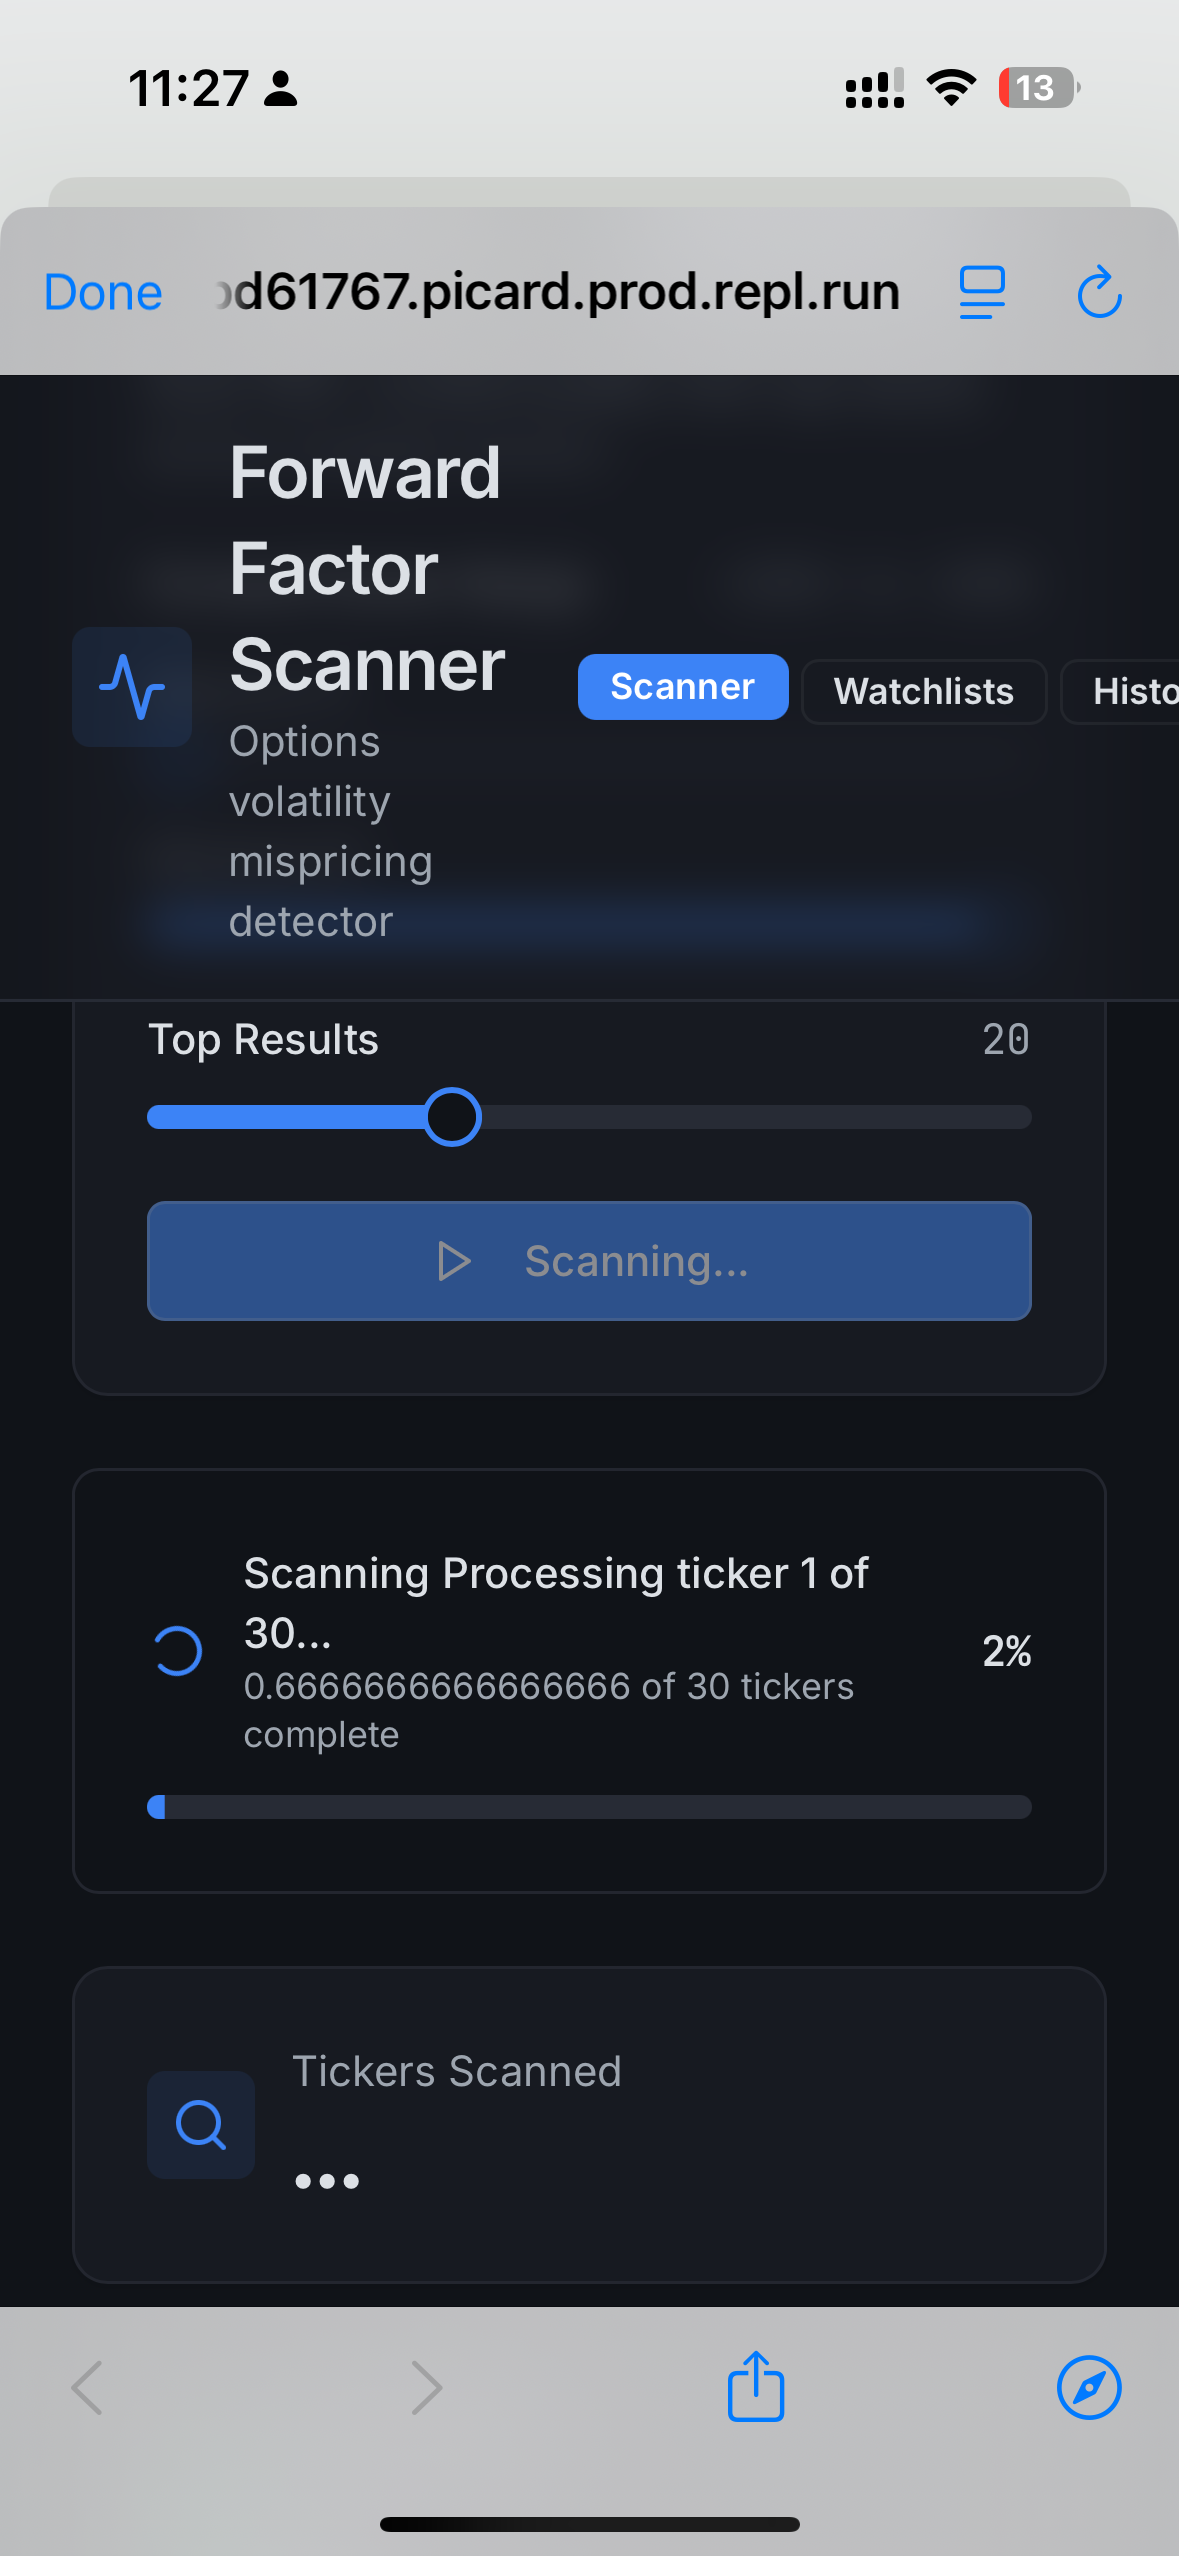 11:27
13
Done
d61767.picard.prod.repl.run
Forward
Factor
Scanner
Options
volatility
mispricing
detector
Scanner
Watchlists
Histo
Top Results
20
Scanning...
Scanning Processing ticker 1 of
30...
2%
0.6666666666666666 of 30 tickers
complete
Tickers Scanned
...